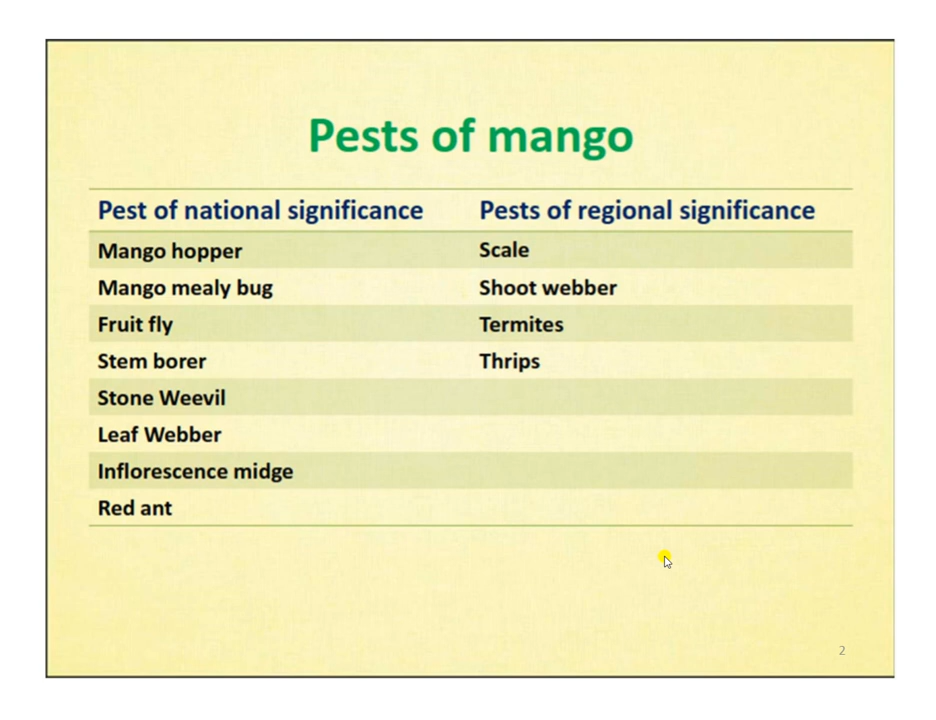 Pests of mango
Pest of national significance Pests of regional significance
Mango hopper Scale
Mango mealy bug Shoot webber
Fruit fly Termites
Stem borer Thrips
Stone Weevil
Leaf Webber
Inflorescence midge
Red ant
2